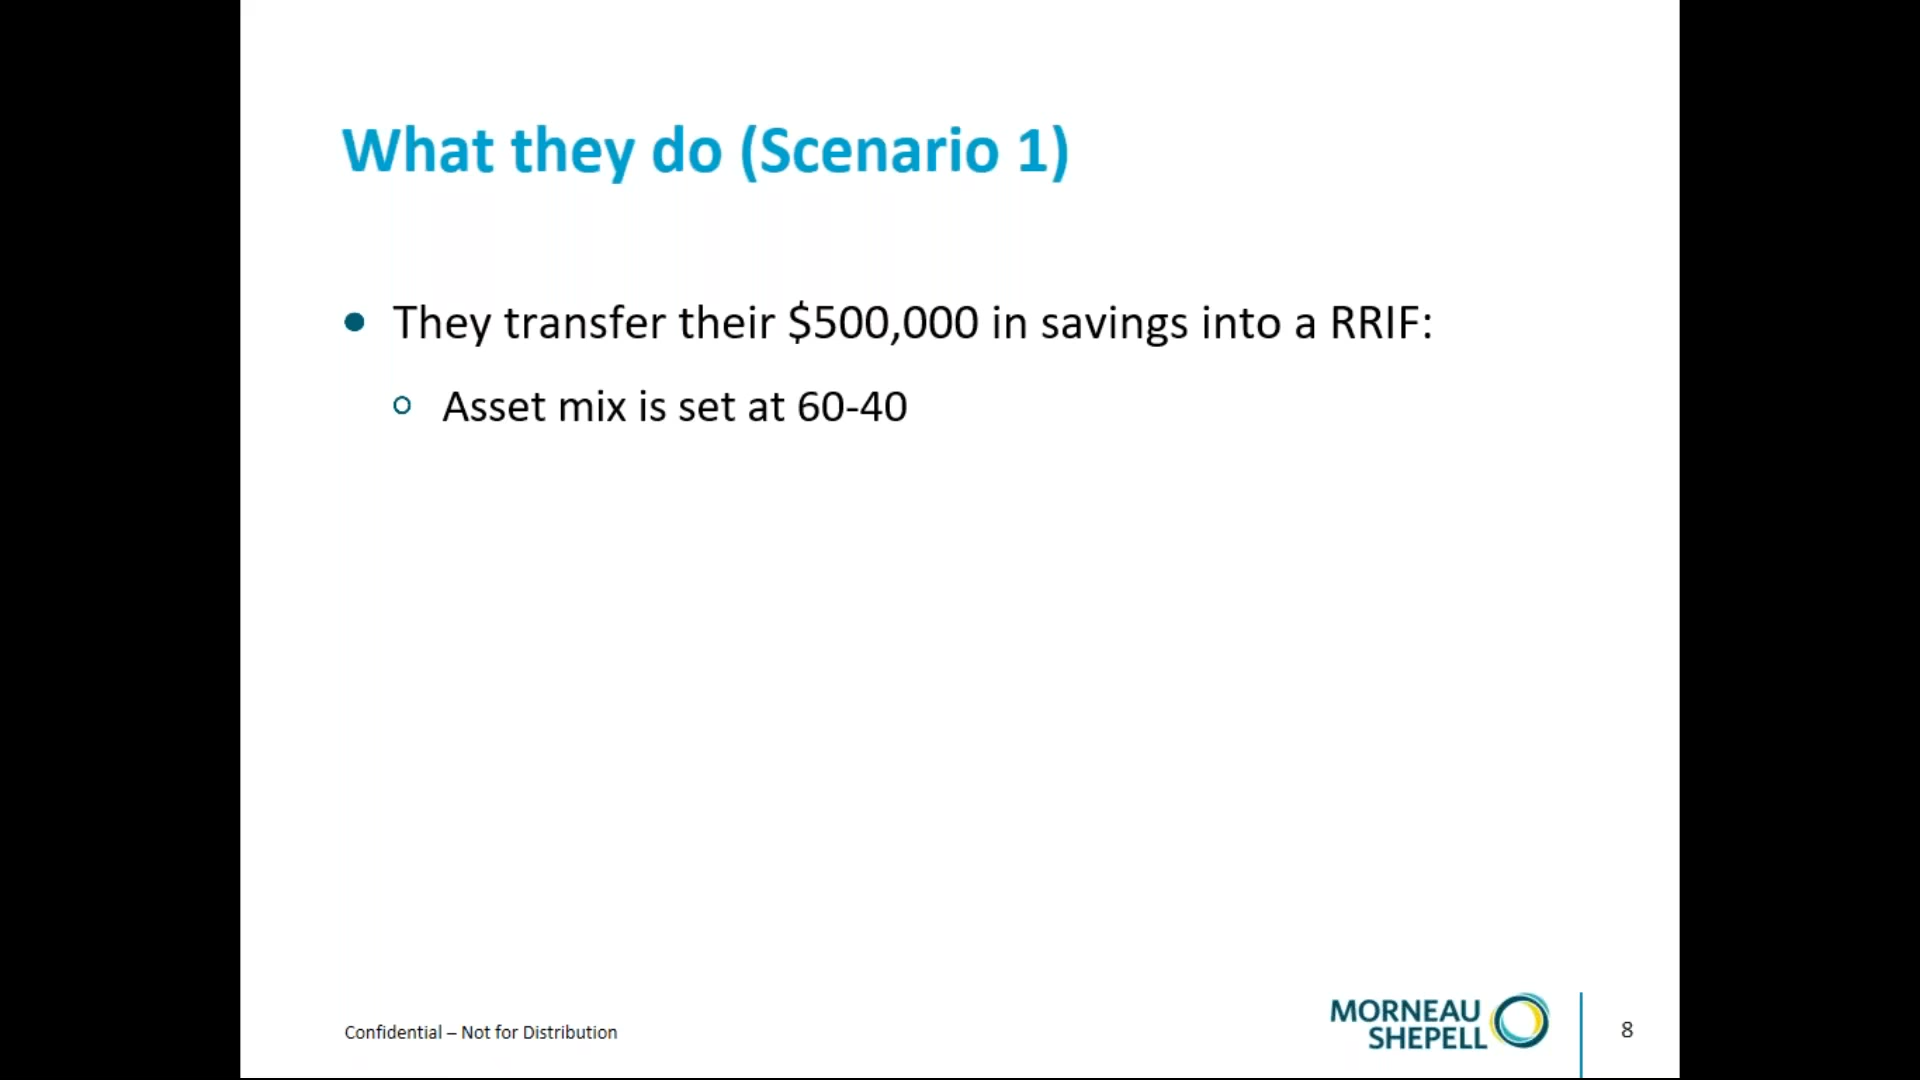 What they do (Scenario 1)
They transfer their $500,000 in savings into a RRIF:
Asset mix is set at 60-40
Confidential – Not for Distribution
MORNEAU
SHEPELL
8